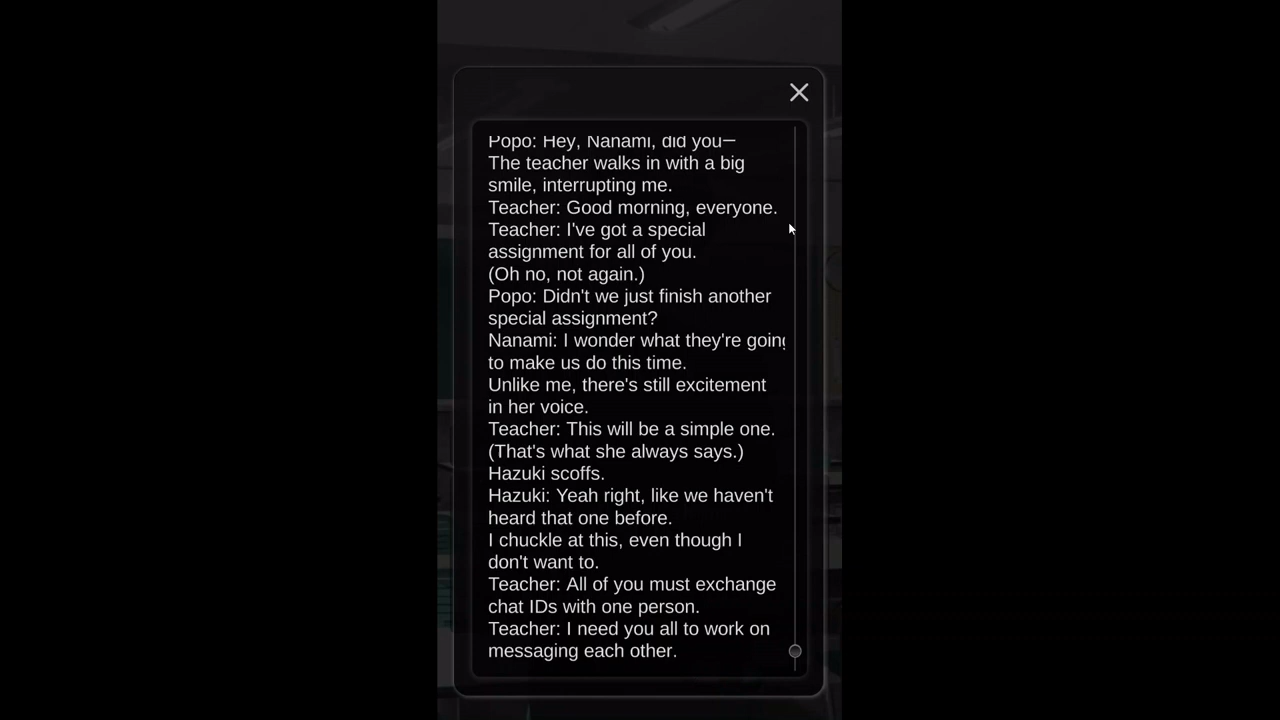 Popo: Hey, Nanami, did you—
The teacher walks in with a big
smile, interrupting me.
Teacher: Good morning, everyone.
Teacher: I've got a special
assignment for all of you.
(Oh no, not again.)
Popo: Didn't we just finish another
special assignment?
Nanami: I wonder what they're going
to make us do this time.
Unlike me, there's still excitement
in her voice.
Teacher: This will be a simple one.
(That's what she always says.)
Hazuki scoffs.
Hazuki: Yeah right, like we haven't
heard that one before.
I chuckle at this, even though I
don't want to.
Teacher: All of you must exchange
chat IDs with one person.
Teacher: I need you all to work on
messaging each other.